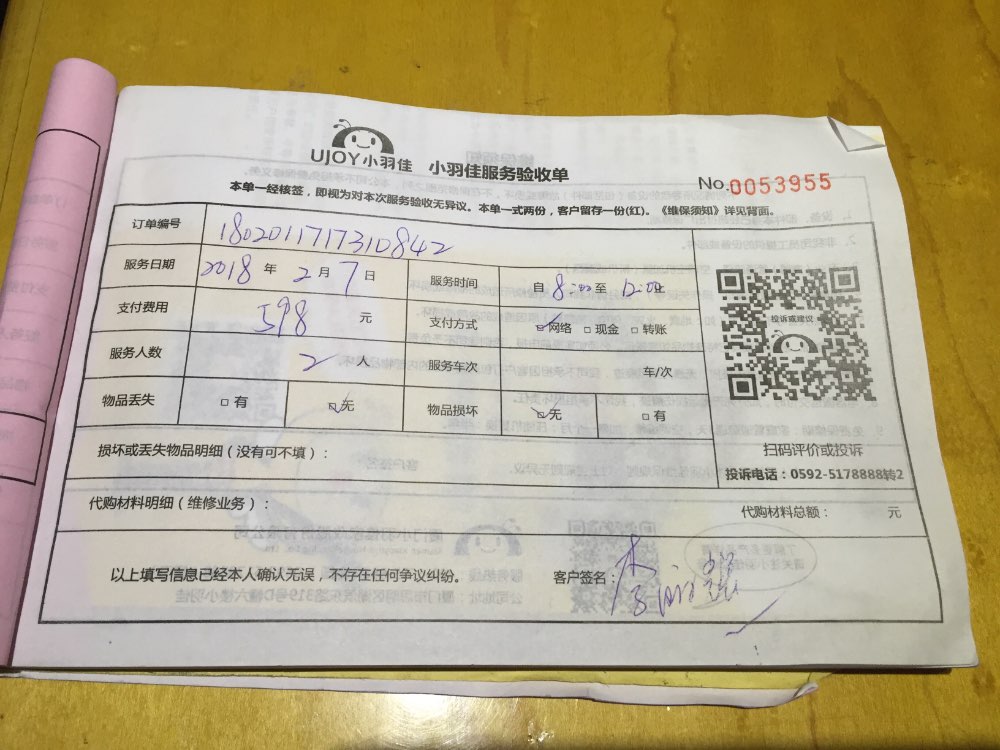 UJOY小羽佳 小羽佳服务验收单
No.0053955
本单一经核签，即视为对本次服务验收无异议。本单一式两份，客户留存一份(红)。《维保须知》详见背面。
订单编号 1802011717310842
服务日期 2018 年 2 月 7 日 服务时间 自 8:00 至 12:00 止
支付费用 598 元 支付方式 ☑网络 □现金 □转账
服务人数 2 人 服务车次 车/次
物品丢失 □有 ☑无 物品损坏 ☑无 □有
投诉或建议
扫码评价或投诉
投诉电话：0592-5178888转2
损坏或丢失物品明细（没有可不填）：
代购材料明细（维修业务）： 代购材料总额： 元
以上填写信息已经本人确认无误，不存在任何争议纠纷。 客户签名：